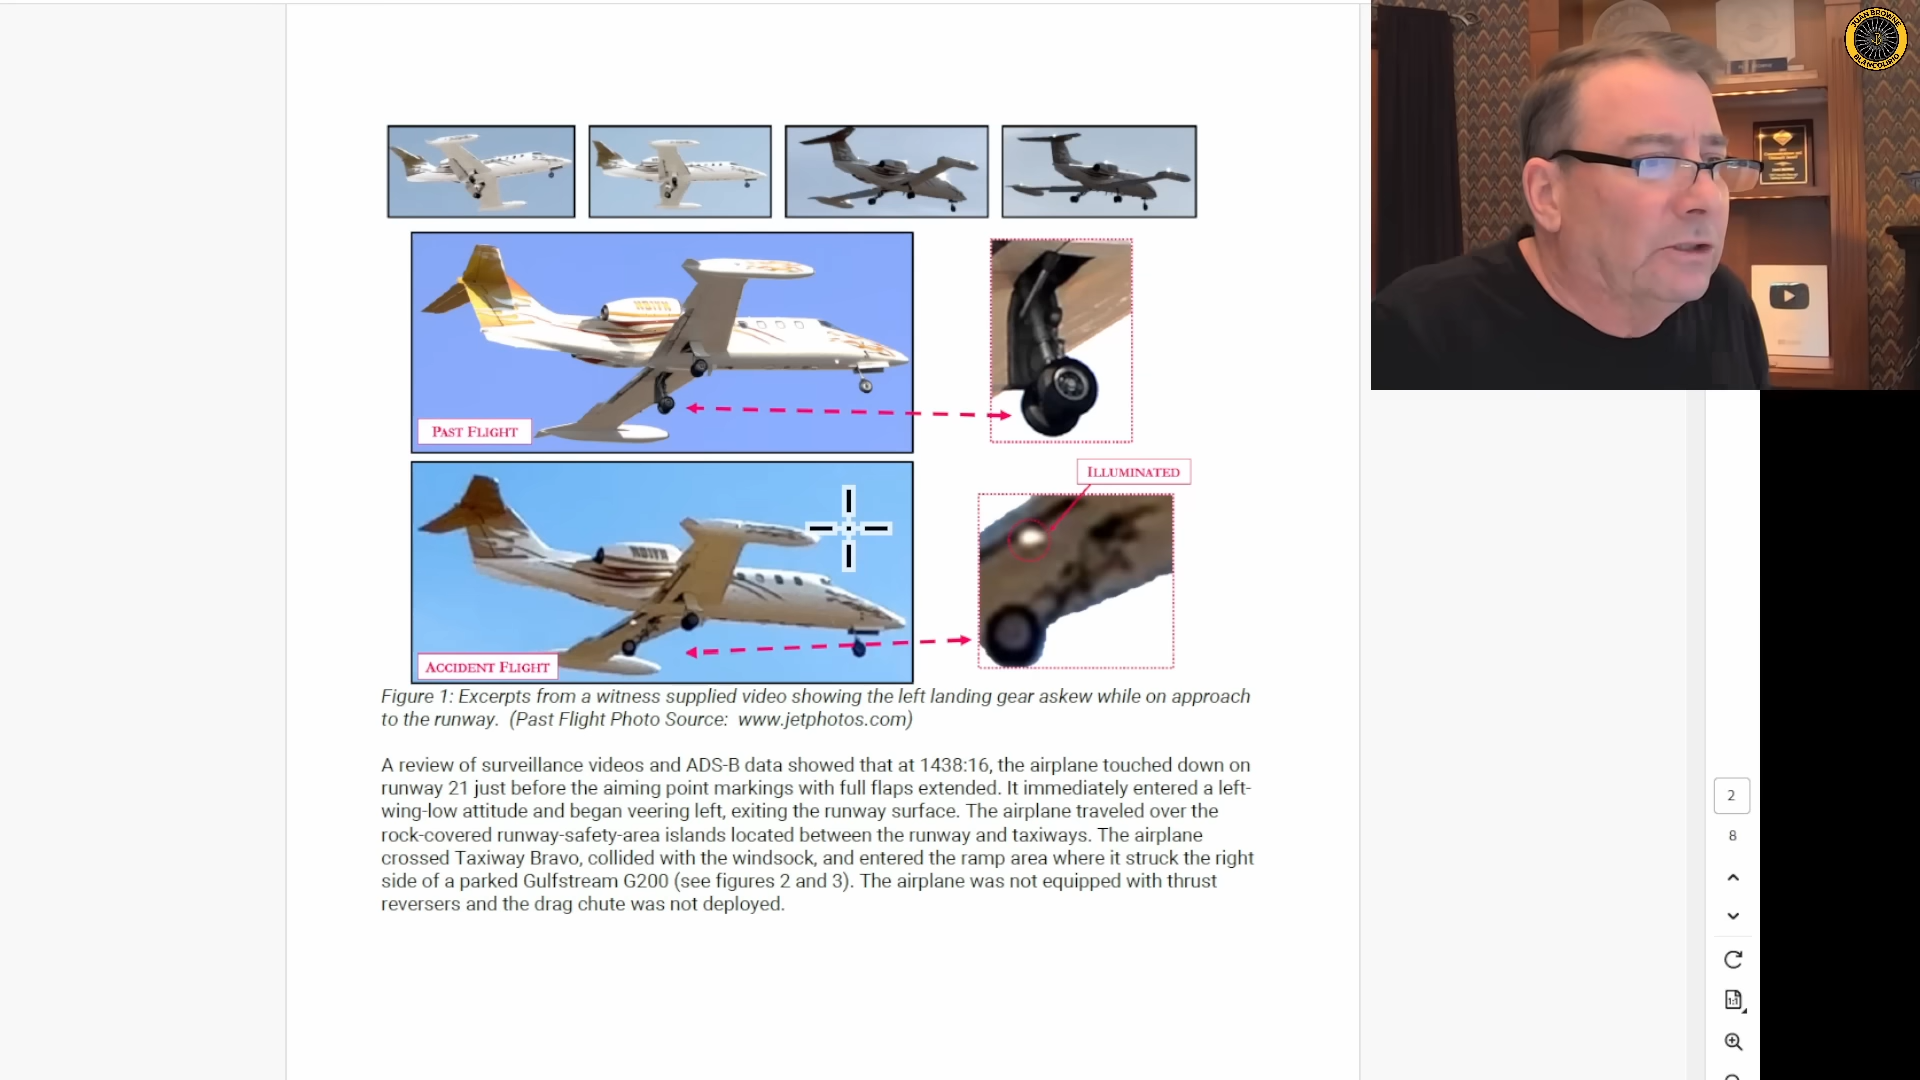 JUAN BROWNE
BLANCOLIRIO
N81VN
PAST FLIGHT
ILLUMINATED
N81VN
ACCIDENT FLIGHT
Figure 1: Excerpts from a witness supplied video showing the left landing gear askew while on approach
to the runway. (Past Flight Photo Source: www.jetphotos.com)
A review of surveillance videos and ADS-B data showed that at 1438:16, the airplane touched down on
runway 21 just before the aiming point markings with full flaps extended. It immediately entered a left-
wing-low attitude and began veering left, exiting the runway surface. The airplane traveled over the
rock-covered runway-safety-area islands located between the runway and taxiways. The airplane
crossed Taxiway Bravo, collided with the windsock, and entered the ramp area where it struck the right
side of a parked Gulfstream G200 (see figures 2 and 3). The airplane was not equipped with thrust
reversers and the drag chute was not deployed.
2
8
1:1